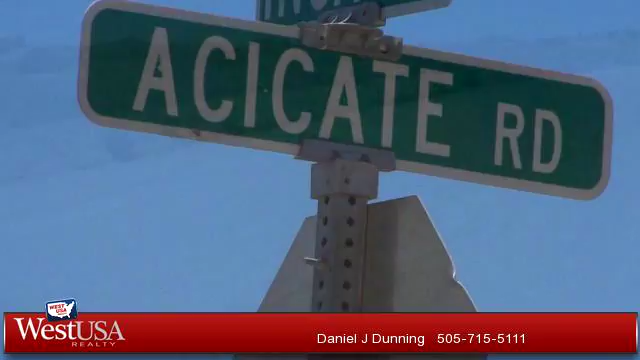 ACICATE RD
WEST
USA
WestUSA
REALTY
Daniel J Dunning 505-715-5111